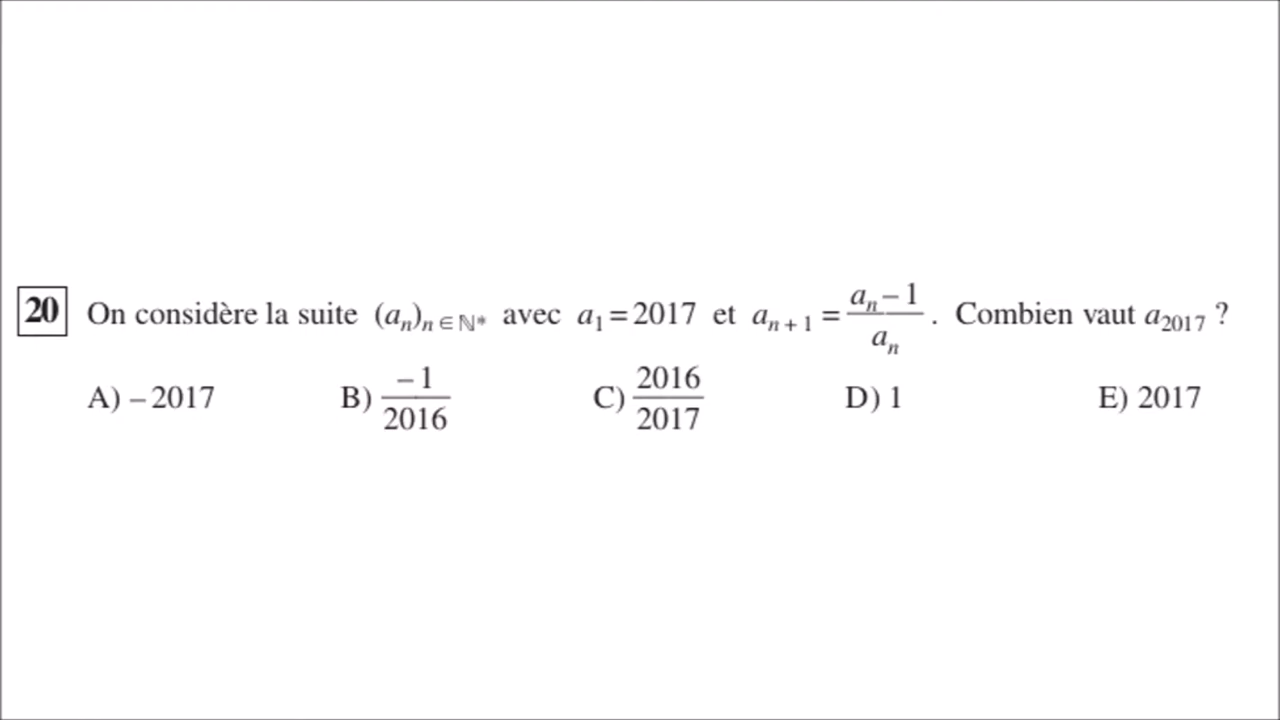 20 On considère la suite (aₙ)ₙ∈ℕ* avec a₁ = 2017 et aₙ₊₁ = (aₙ – 1)/aₙ . Combien vaut a₂₀₁₇ ?
A) – 2017 B) – 1/2016 C) 2016/2017 D) 1 E) 2017